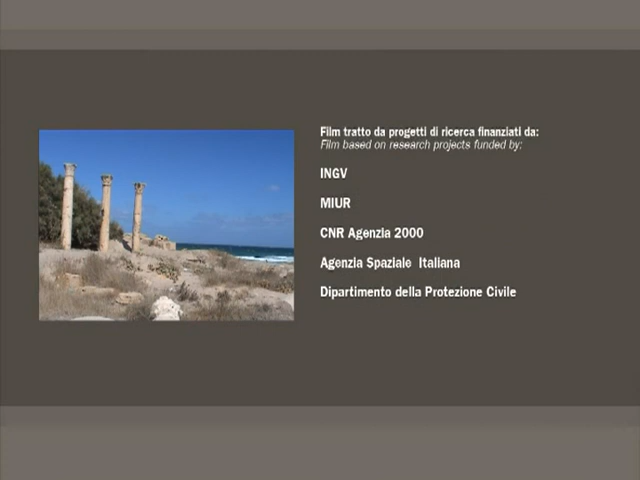 Film tratto da progetti di ricerca finanziati da:
Film based on research projects funded by:
INGV
MIUR
CNR Agenzia 2000
Agenzia Spaziale Italiana
Dipartimento della Protezione Civile